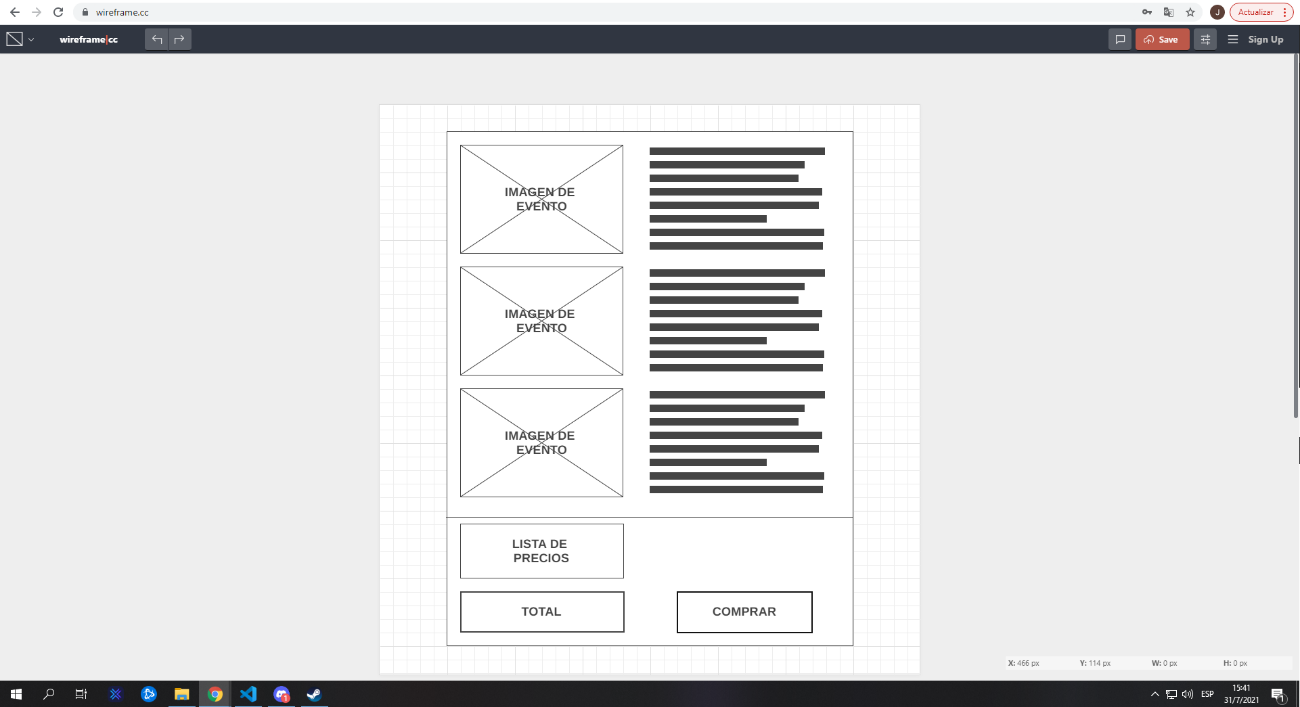 wireframe.cc
J
Actualizar
wireframe|cc
Save
Sign Up
IMAGEN DE
EVENTO
IMAGEN DE
EVENTO
IMAGEN DE
EVENTO
LISTA DE
PRECIOS
TOTAL
COMPRAR
X: 466 px Y: 114 px W: 0 px H: 0 px
ESP
15:41
31/7/2021
1